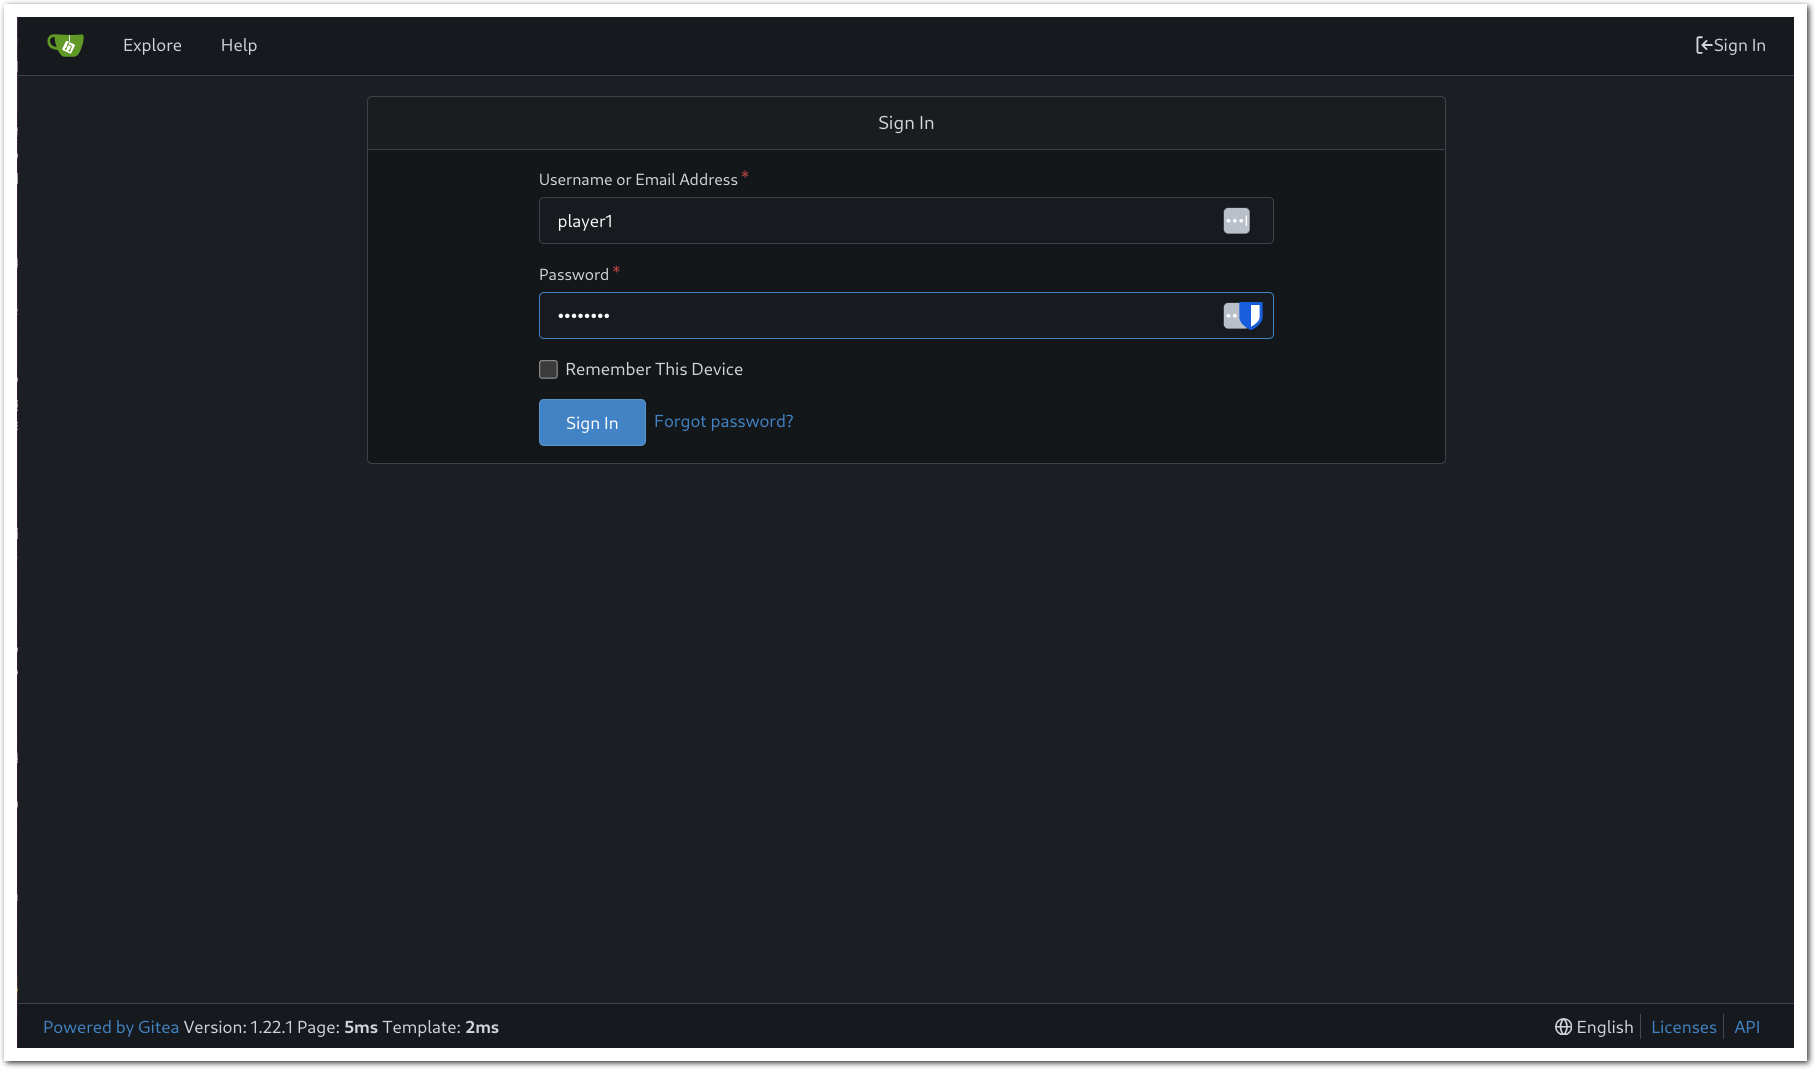 Explore Help Sign In
Sign In
Username or Email Address *
player1
Password *
••••••••
Remember This Device
Sign In Forgot password?
Powered by Gitea Version: 1.22.1 Page: 5ms Template: 2ms English Licenses API